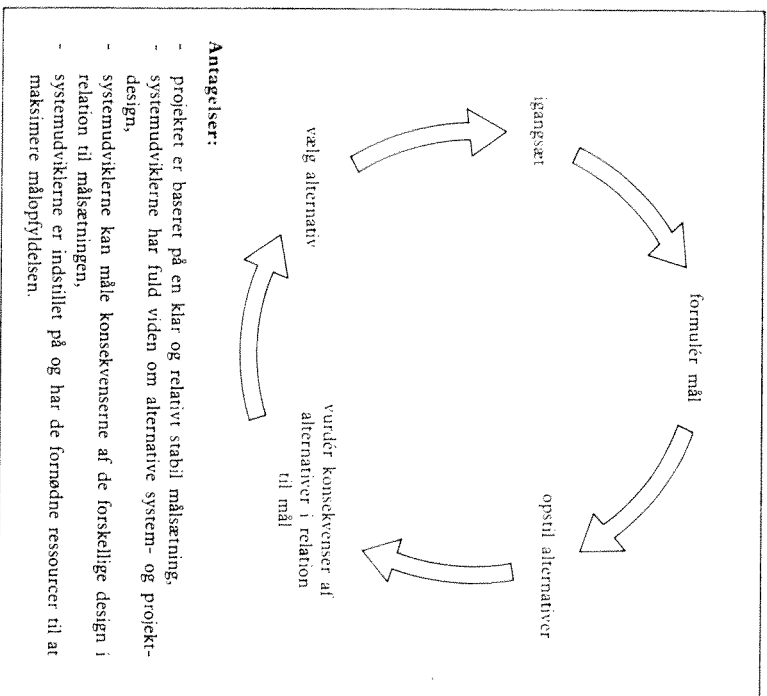 formulér mål
igangsæt
opstil alternativer
vælg alternativ
vurdér konsekvenser af
alternativer i relation
til mål
Antagelser:
- projektet er baseret på en klar og relativt stabil målsætning,
- systemudviklerne har fuld viden om alternative system- og projekt-
design,
- systemudviklerne kan måle konsekvenserne af de forskellige design i
relation til målsætningen,
- systemudviklerne er indstillet på og har de fornødne ressourcer til at
maksimere målopfyldelsen.